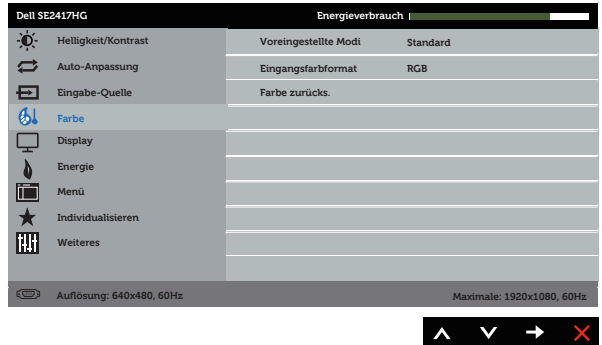 Dell SE2417HG Energieverbrauch
Helligkeit/Kontrast Voreingestellte Modi Standard
Auto-Anpassung Eingangsfarbformat RGB
Eingabe-Quelle Farbe zurücks.
Farbe
Display
Energie
Menü
Individualisieren
Weiteres
Auflösung: 640x480, 60Hz Maximale: 1920x1080, 60Hz